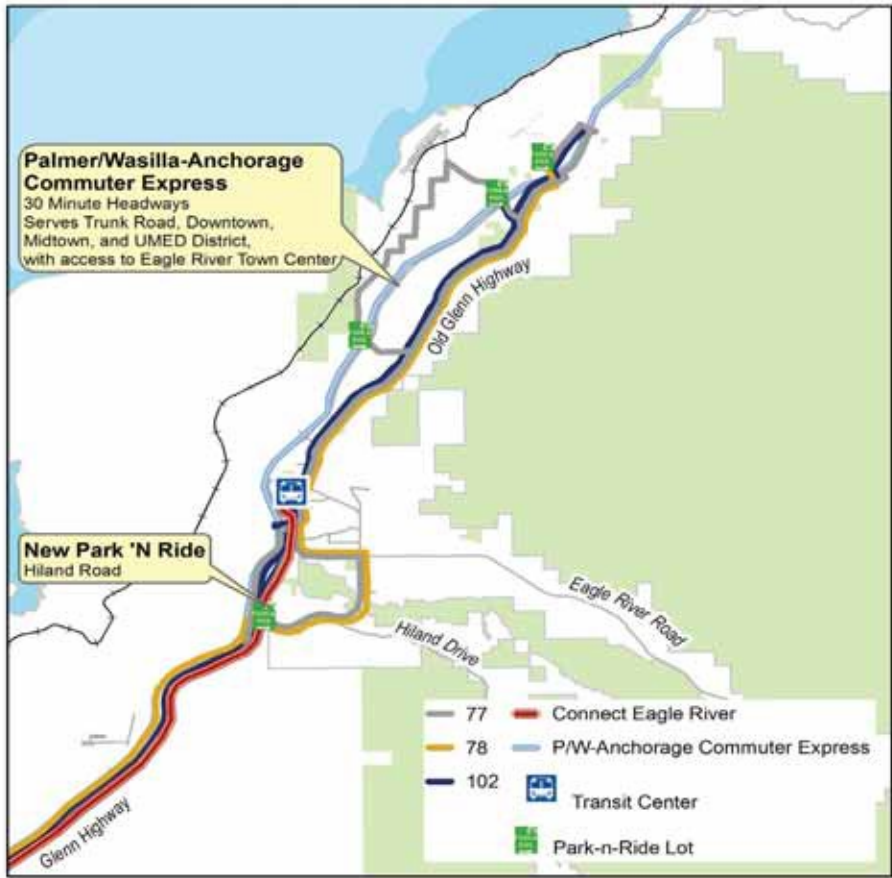 Palmer/Wasilla-Anchorage
Commuter Express
30 Minute Headways
Serves Trunk Road, Downtown,
Midtown, and UMED District,
with access to Eagle River Town Center
Old Glenn Highway
New Park 'N Ride
Hiland Road
Eagle River Road
Hiland Drive
Glenn Highway
77
Connect Eagle River
78
P/W-Anchorage Commuter Express
102
Transit Center
Park-n-Ride Lot